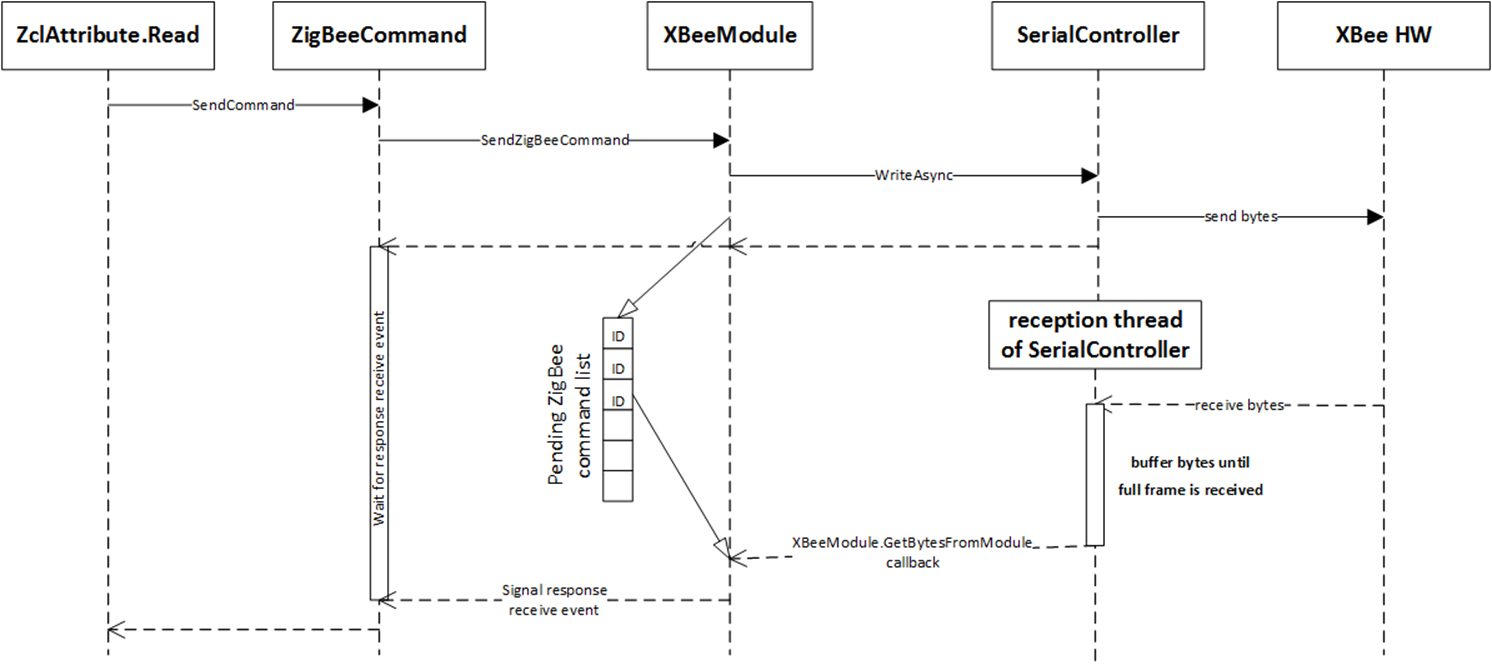 ZclAttribute.Read
ZigBeeCommand
XBeeModule
SerialController
XBee HW
SendCommand
SendZigBeeCommand
WriteAsync
send bytes
reception thread
of SerialController
Wait for response receive event
Pending ZigBee
command list
ID
ID
ID
receive bytes
buffer bytes until
full frame is received
XBeeModule.GetBytesFromModule
callback
Signal response
receive event